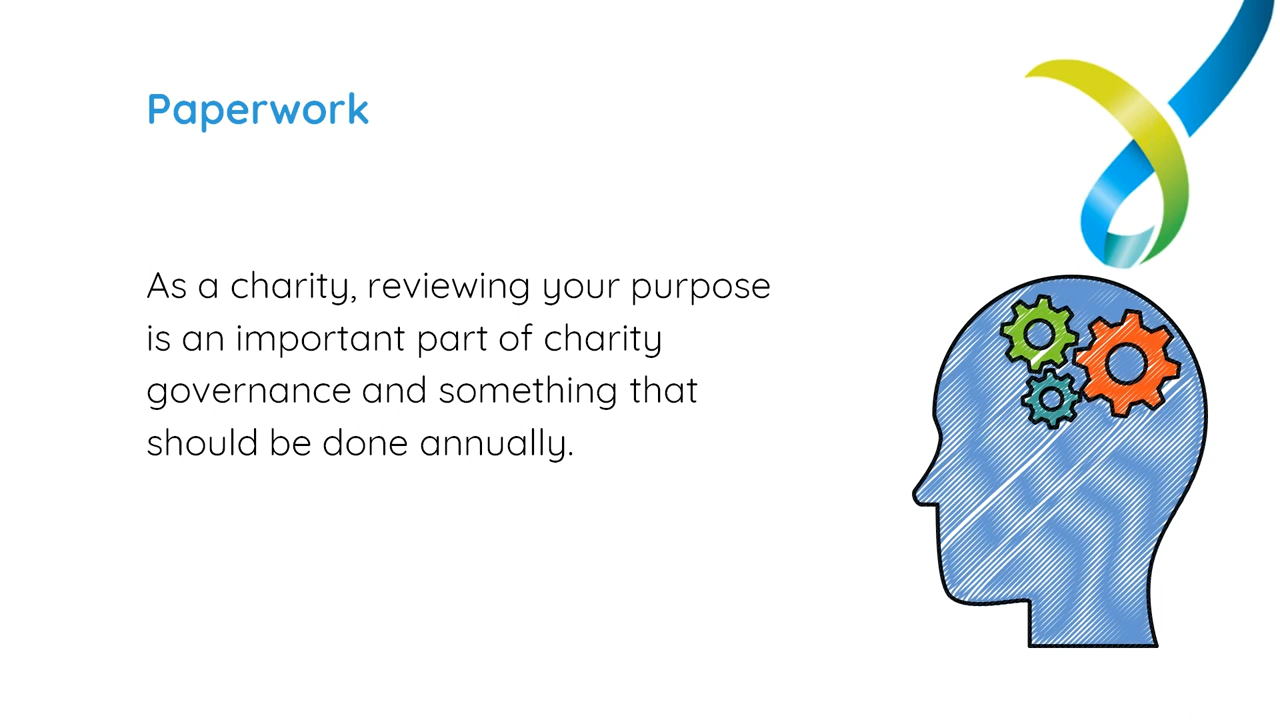 Paperwork
As a charity, reviewing your purpose
is an important part of charity
governance and something that
should be done annually.